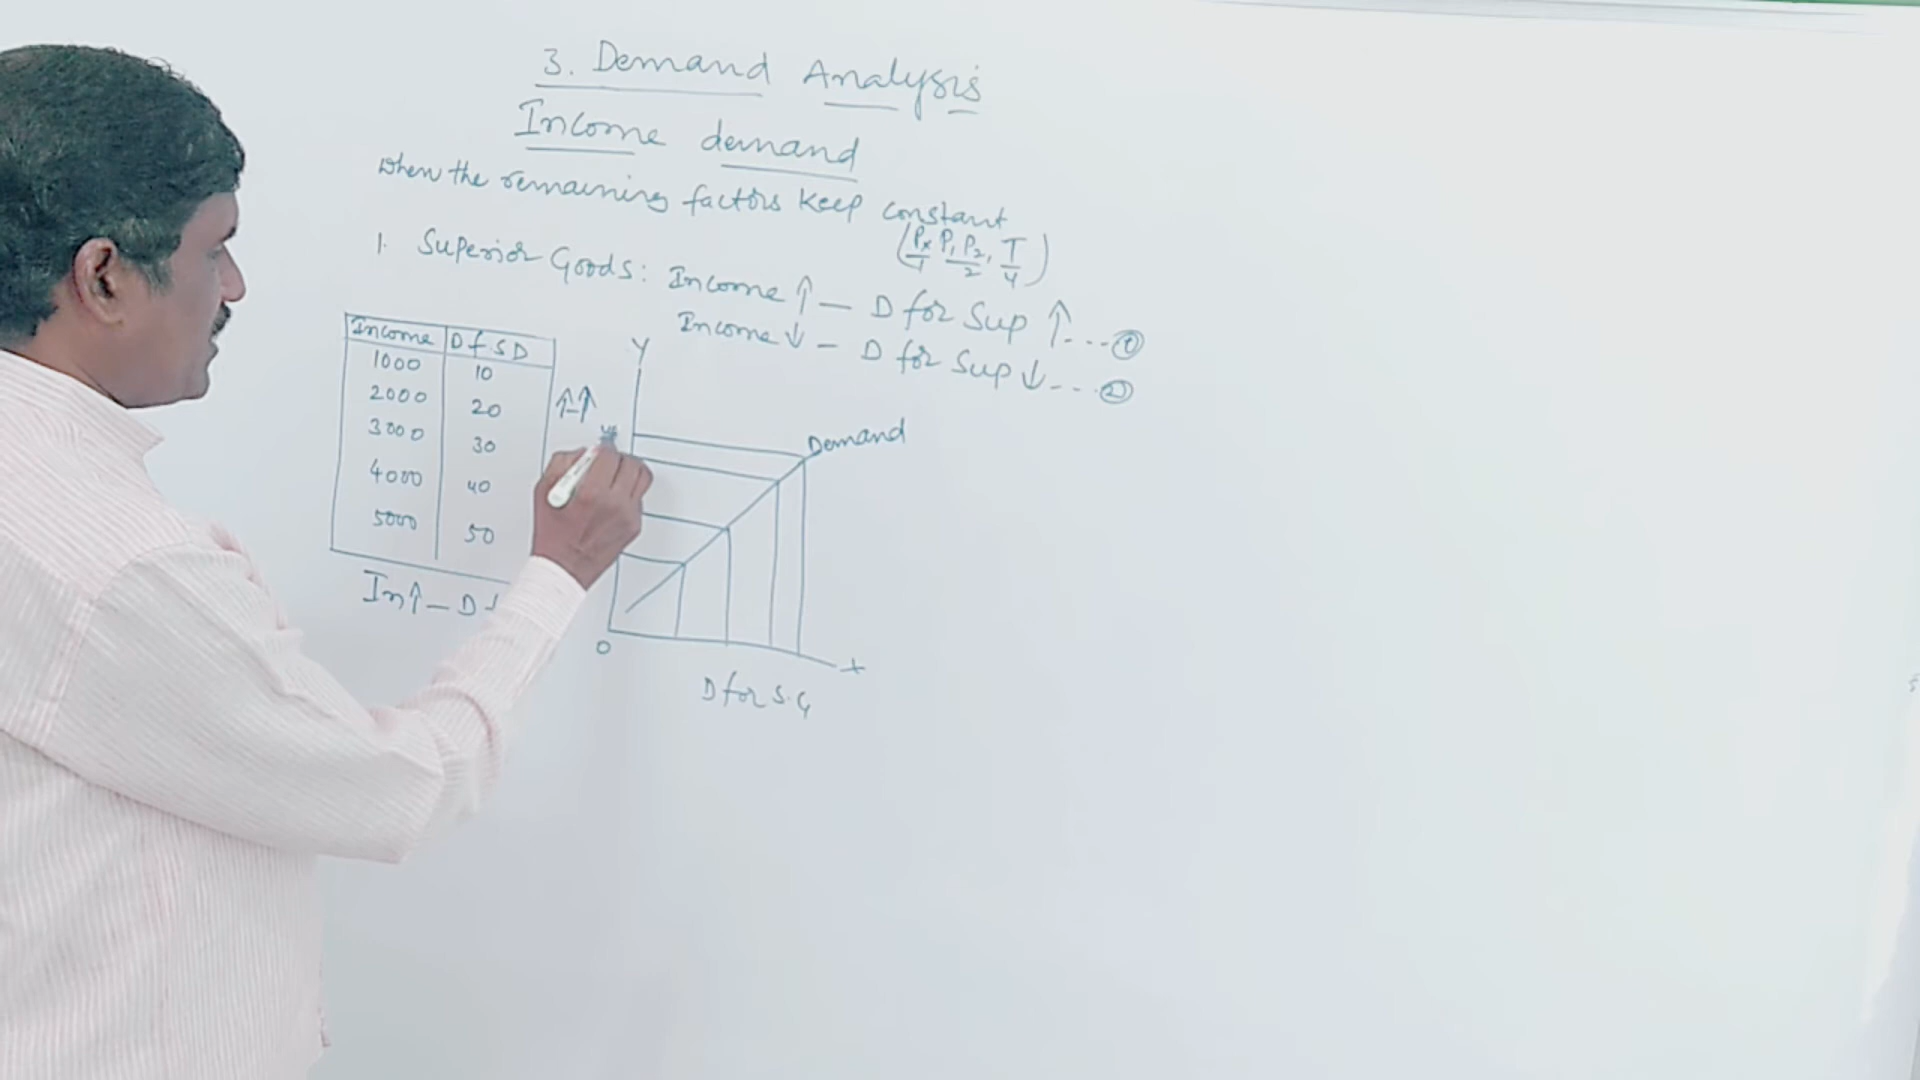 3. Demand Analysis
Income demand
When the remaining factors keep constant
(Px/1 P1, P2/2, T/4)
1. Superior Goods: Income ↑ — D for Sup ↑ ... ①
Income ↓ — D for Sup ↓ ... ②
Income D f S D
1000 10
2000 20
3000 30
4000 40
5000 50
↑-↑
In↑ — D f
Y
Demand
O
X
D for S.G